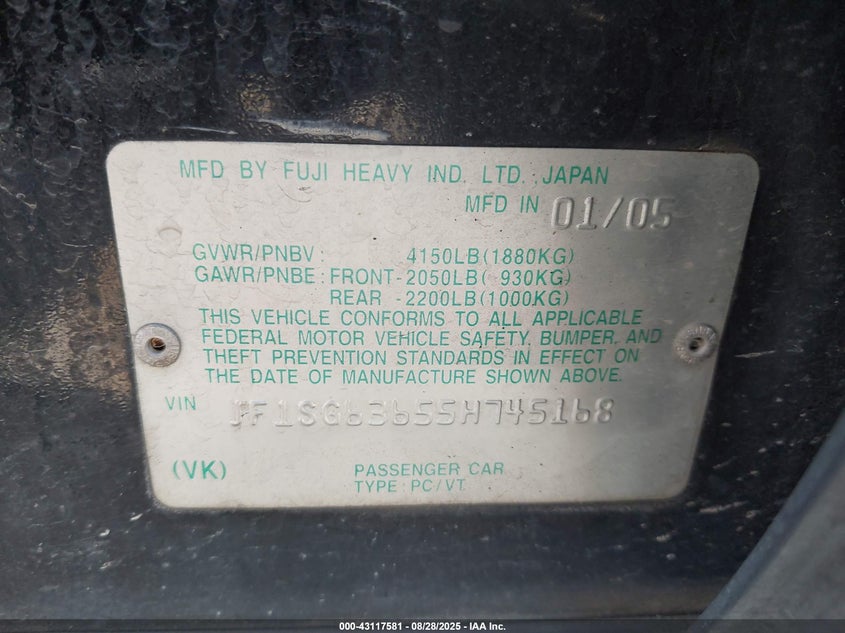 MFD BY FUJI HEAVY IND. LTD. JAPAN
MFD IN 01/05
GVWR/PNBV : 4150LB(1880KG)
GAWR/PNBE : FRONT-2050LB( 930KG)
REAR -2200LB(1000KG)
THIS VEHICLE CONFORMS TO ALL APPLICABLE
FEDERAL MOTOR VEHICLE SAFETY, BUMPER, AND
THEFT PREVENTION STANDARDS IN EFFECT ON
THE DATE OF MANUFACTURE SHOWN ABOVE.
VIN JF1SG63655H745168
(VK) PASSENGER CAR
TYPE : PC/VT
000-43117581 - 08/28/2025 - IAA Inc.